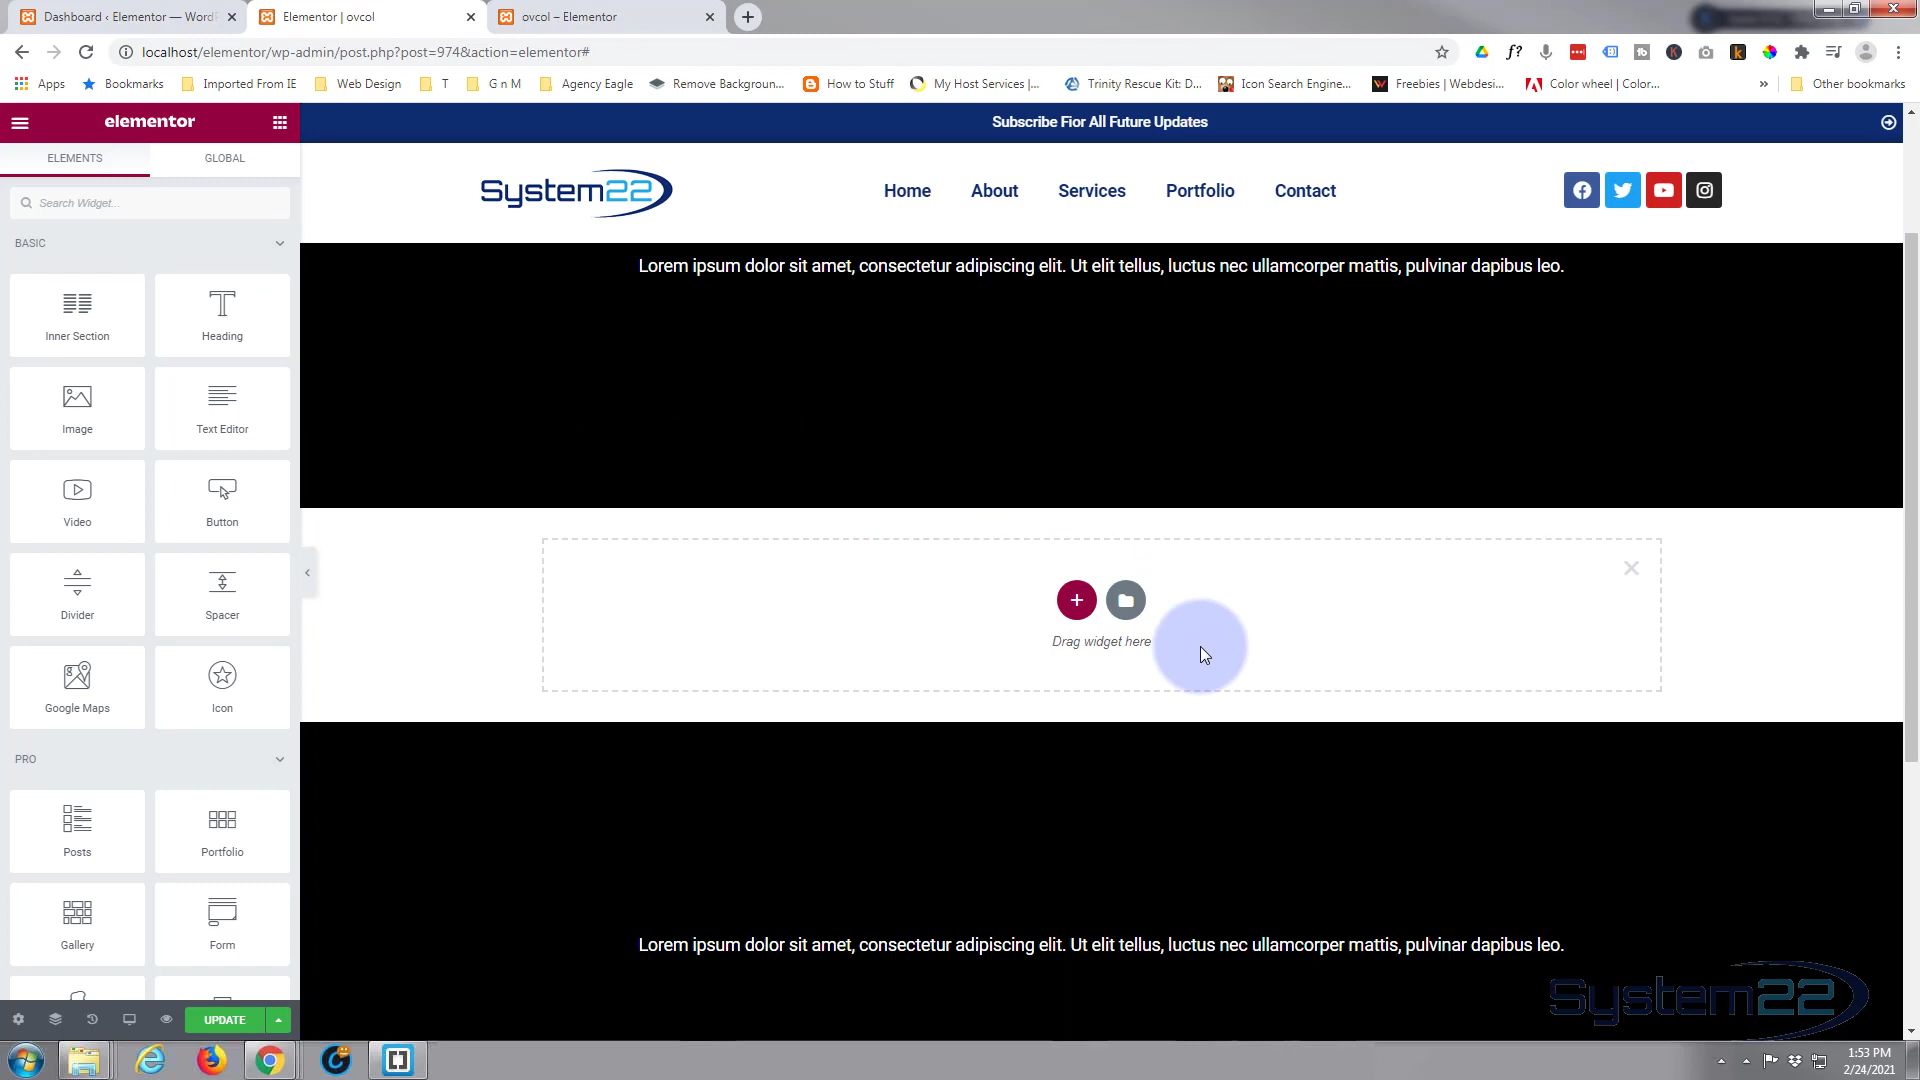 Dashboard ‹ Elementor — WordP
Elementor | ovcol
ovcol – Elementor
localhost/elementor/wp-admin/post.php?post=974&action=elementor#
Apps
Bookmarks
Imported From IE
Web Design
T
G n M
Agency Eagle
Remove Backgroun...
How to Stuff
My Host Services |...
Trinity Rescue Kit: D...
Icon Search Engine...
Freebies | Webdesi...
Color wheel | Color...
»
Other bookmarks
elementor
ELEMENTS
GLOBAL
Search Widget...
BASIC
Inner Section
Heading
Image
Text Editor
Video
Button
Divider
Spacer
Google Maps
Icon
PRO
Posts
Portfolio
Gallery
Form
UPDATE
Subscribe Fior All Future Updates
System22
Home
About
Services
Portfolio
Contact
Lorem ipsum dolor sit amet, consectetur adipiscing elit. Ut elit tellus, luctus nec ullamcorper mattis, pulvinar dapibus leo.
Drag widget here
Lorem ipsum dolor sit amet, consectetur adipiscing elit. Ut elit tellus, luctus nec ullamcorper mattis, pulvinar dapibus leo.
System22
1:53 PM
2/24/2021